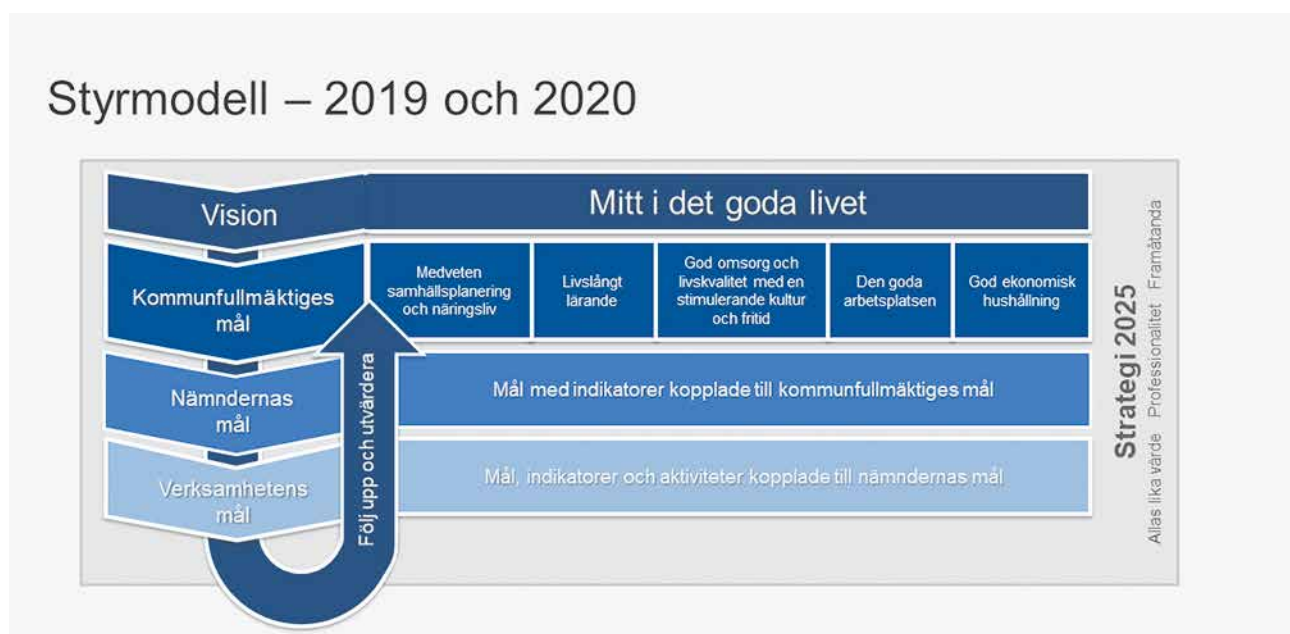 Styrmodell – 2019 och 2020
Vision
Mitt i det goda livet
Kommunfullmäktiges
mål
Medveten
samhällsplanering
och näringsliv
Livslångt
lärande
God omsorg och
livskvalitet med en
stimulerande kultur
och fritid
Den goda
arbetsplatsen
God ekonomisk
hushållning
Nämndernas
mål
Mål med indikatorer kopplade till kommunfullmäktiges mål
Verksamhetens
mål
Mål, indikatorer och aktiviteter kopplade till nämndernas mål
Följ upp och utvärdera
Strategi 2025
Allas lika värde Professionalitet Framåtanda